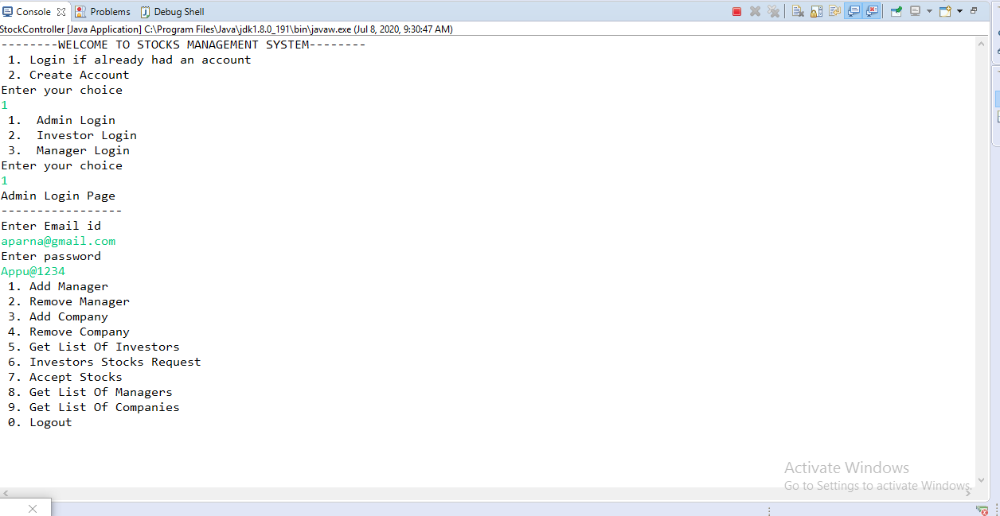 Console Problems Debug Shell
StockController [Java Application] C:\Program Files\Java\jdk1.8.0_191\bin\javaw.exe (Jul 8, 2020, 9:30:47 AM)
--------WELCOME TO STOCKS MANAGEMENT SYSTEM--------
1. Login if already had an account
2. Create Account
Enter your choice
1
1.  Admin Login
2.  Investor Login
3.  Manager Login
Enter your choice
1
Admin Login Page
-----------------
Enter Email id
aparna@gmail.com
Enter password
Appu@1234
1. Add Manager
2. Remove Manager
3. Add Company
4. Remove Company
5. Get List Of Investors
6. Investors Stocks Request
7. Accept Stocks
8. Get List Of Managers
9. Get List Of Companies
0. Logout
Activate Windows
Go to Settings to activate Windows.